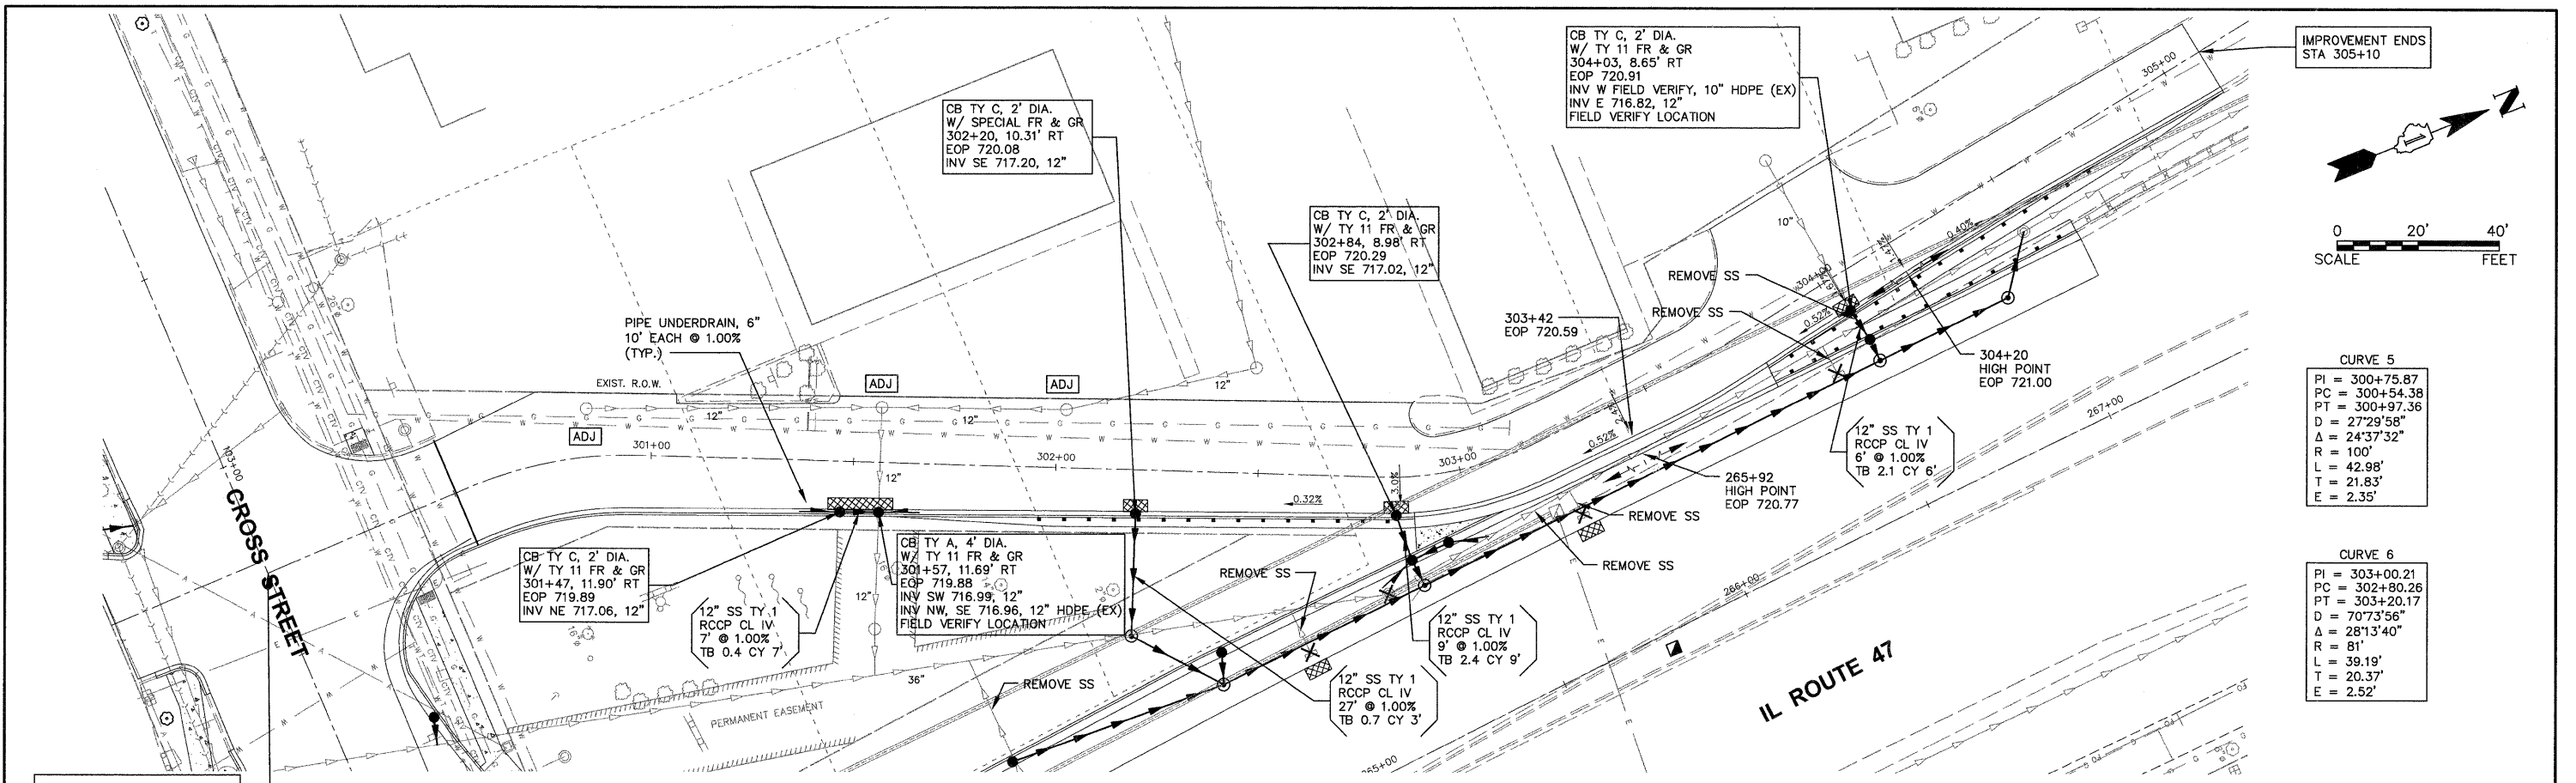 CB TY C, 2' DIA.
W/ TY 11 FR & GR
304+03, 8.65' RT
EOP 720.91
INV W FIELD VERIFY, 10" HDPE (EX)
INV E 716.82, 12"
FIELD VERIFY LOCATION
IMPROVEMENT ENDS
STA 305+10
305+00
N
CB TY C, 2' DIA.
W/ SPECIAL FR & GR
302+20, 10.31' RT
EOP 720.08
INV SE 717.20, 12"
0 20' 40'
SCALE FEET
CB TY C, 2' DIA.
W/ TY 11 FR & GR
302+84, 8.98' RT
EOP 720.29
INV SE 717.02, 12"
10"
0.40%
304+00
REMOVE SS
REMOVE SS
0.52%
303+42
EOP 720.59
304+20
HIGH POINT
EOP 721.00
PIPE UNDERDRAIN, 6"
10' EACH @ 1.00%
(TYP.)
EXIST. R.O.W.
ADJ
ADJ
ADJ
12"
12"
12"
12"
301+00
302+00
303+00
0.52%
3.0%
0.32%
103+00
CROSS STREET
CURVE 5
PI = 300+75.87
PC = 300+54.38
PT = 300+97.36
D = 27°29'58"
Δ = 24°37'32"
R = 100'
L = 42.98'
T = 21.83'
E = 2.35'
12" SS TY 1
RCCP CL IV
6' @ 1.00%
TB 2.1 CY 6'
267+00
265+92
HIGH POINT
EOP 720.77
REMOVE SS
REMOVE SS
REMOVE SS
REMOVE SS
CB TY C, 2' DIA.
W/ TY 11 FR & GR
301+47, 11.90' RT
EOP 719.89
INV NE 717.06, 12"
CB TY A, 4' DIA.
W/ TY 11 FR & GR
301+57, 11.69' RT
EOP 719.88
INV SW 716.99, 12"
INV NW, SE 716.96, 12" HDPE (EX)
FIELD VERIFY LOCATION
12" SS TY 1
RCCP CL IV
7' @ 1.00%
TB 0.4 CY 7'
12"
36"
PERMANENT EASEMENT
12" SS TY 1
RCCP CL IV
9' @ 1.00%
TB 2.4 CY 9'
12" SS TY 1
RCCP CL IV
27' @ 1.00%
TB 0.7 CY 3'
266+00
265+00
IL ROUTE 47
CURVE 6
PI = 303+00.21
PC = 302+80.26
PT = 303+20.17
D = 70°73'56"
Δ = 28°13'40"
R = 81'
L = 39.19'
T = 20.37'
E = 2.52'